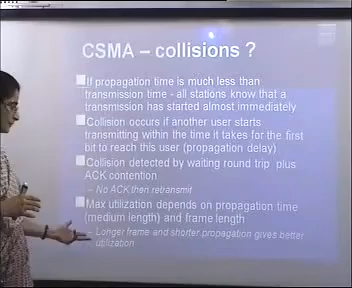 CSMA – collisions ?
If propagation time is much less than
transmission time - all stations know that a
transmission has started almost immediately
Collision occurs if another user starts
transmitting within the time it takes for the first
bit to reach this user (propagation delay)
Collision detected by waiting round trip plus
ACK contention
– No ACK then retransmit
Max utilization depends on propagation time
(medium length) and frame length
– Longer frame and shorter propagation gives better
utilization